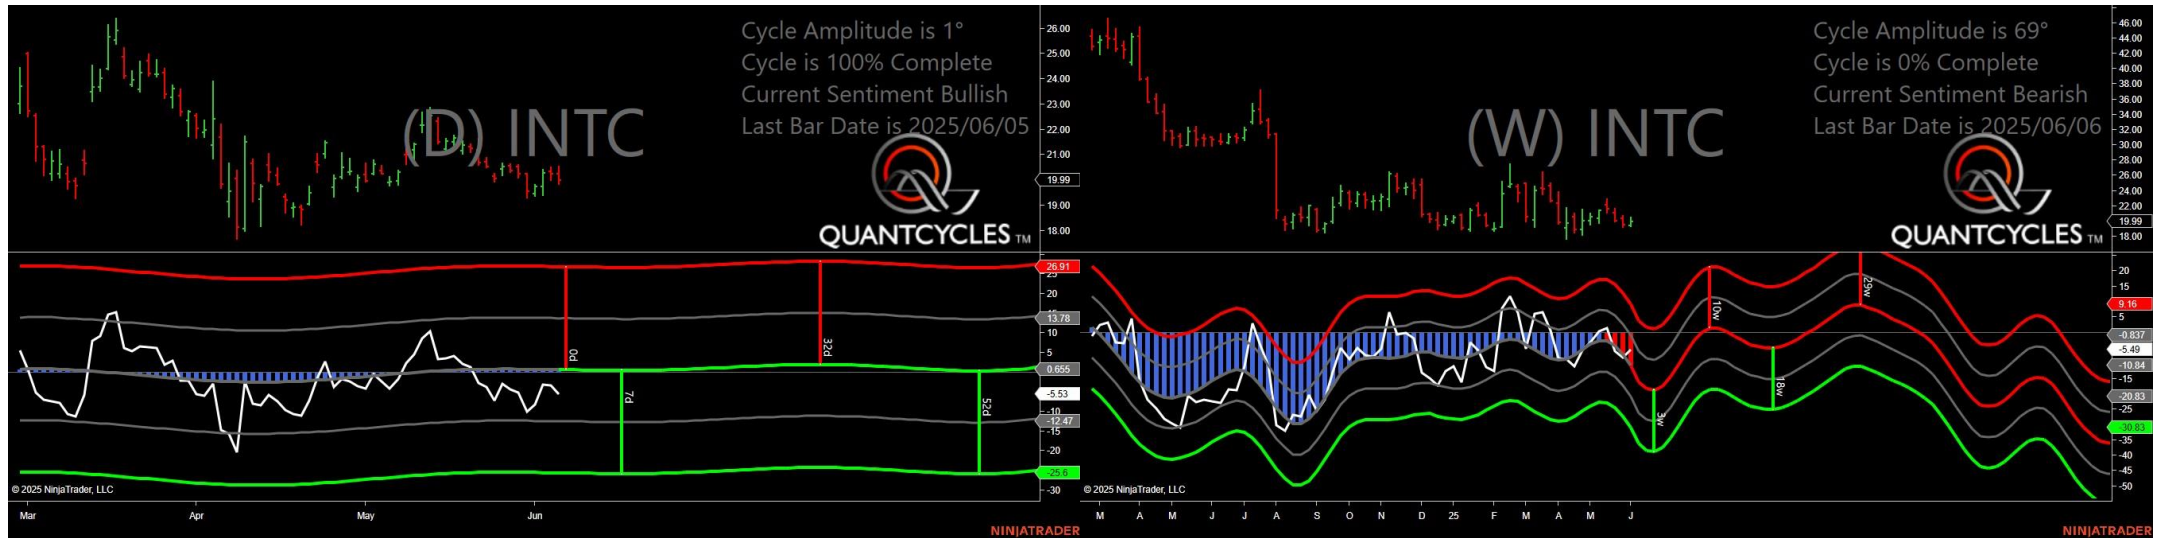 Cycle Amplitude is 1°
Cycle is 100% Complete
Current Sentiment Bullish
Last Bar Date is 2025/06/05
(D) INTC
QUANTCYCLES TM
26.00
25.00
24.00
23.00
22.00
21.00
19.99
19.00
18.00
26.91
20
13.78
10
5
0.655
-5.53
-10
-12.47
-15
-20
-25.6
-30
0d
7d
32d
52d
© 2025 NinjaTrader, LLC
Mar Apr May Jun
NINJATRADER
Cycle Amplitude is 69°
Cycle is 0% Complete
Current Sentiment Bearish
Last Bar Date is 2025/06/06
(W) INTC
QUANTCYCLES TM
46.00
44.00
42.00
40.00
38.00
36.00
34.00
32.00
30.00
28.00
26.00
24.00
22.00
19.99
18.00
20
15
9.16
5
-0.837
-5.49
-10.84
-15
-20.83
-25
-30.83
-35
-40
-45
-50
3w
10w
18w
29w
© 2025 NinjaTrader, LLC
M A M J J A S O N D 25 F M A M J
NINJATRADER